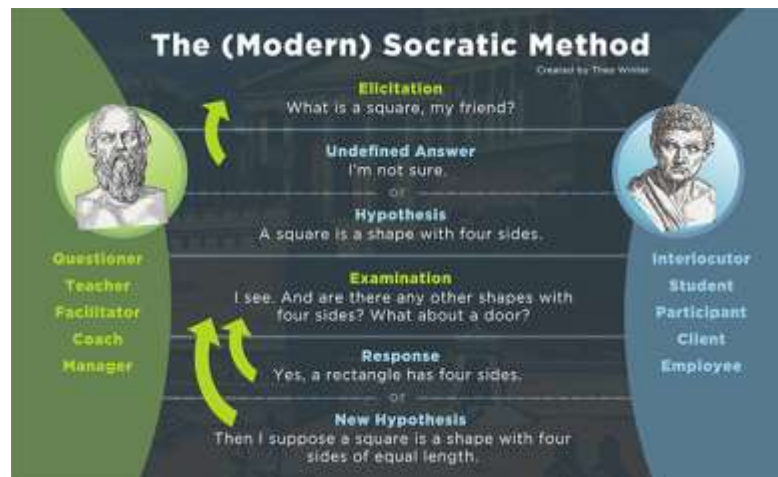 The (Modern) Socratic Method
Created by Theo Winter
Elicitation
What is a square, my friend?
Undefined Answer
I'm not sure.
or
Hypothesis
A square is a shape with four sides.
Examination
I see. And are there any other shapes with
four sides? What about a door?
Response
Yes, a rectangle has four sides.
or
New Hypothesis
Then I suppose a square is a shape with four
sides of equal length.
Questioner
Teacher
Facilitator
Coach
Manager
Interlocutor
Student
Participant
Client
Employee